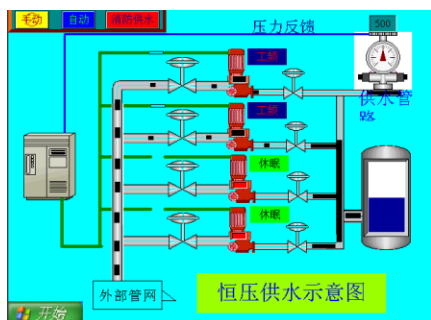 手动 自动 消防供水
压力反馈
500
工频
供水管
路
工频
休眠
休眠
外部管网
恒压供水示意图
开始